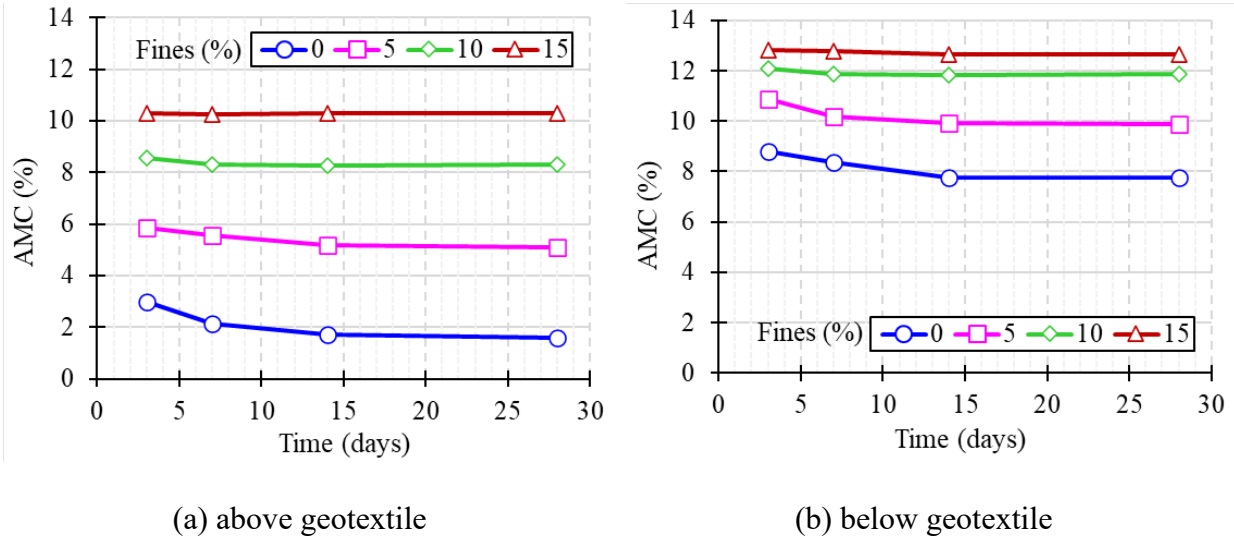 14
12
10
8
6
4
2
0
AMC (%)
Fines (%) 0 5 10 15
0 5 10 15 20 25 30
Time (days)
(a) above geotextile
14
12
10
8
6
4
2
0
AMC (%)
Fines (%) 0 5 10 15
0 5 10 15 20 25 30
Time (days)
(b) below geotextile